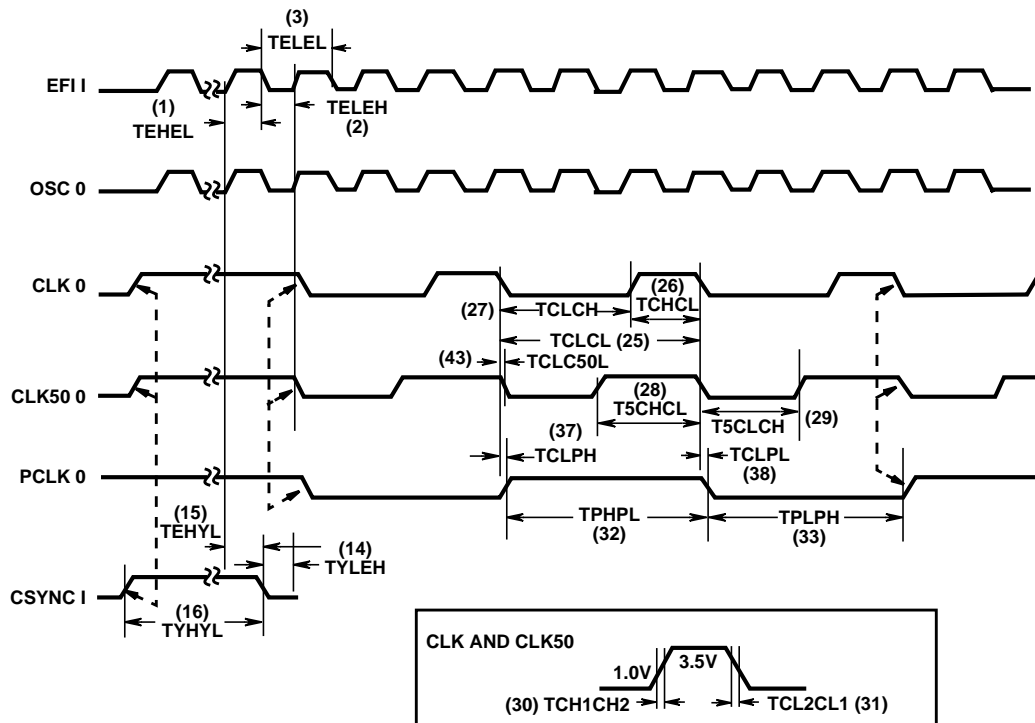 (3)
TELEL
EFI I
(1)
TEHEL
TELEH
(2)
OSC 0
CLK 0
(27)
TCLCH
(26)
TCHCL
TCLCL (25)
(43)
TCLC50L
CLK50 0
(28)
T5CHCL
T5CLCH
(29)
(37)
TCLPH
TCLPL
(38)
PCLK 0
(15)
TEHYL
TPHPL
(32)
TPLPH
(33)
(14)
TYLEH
CSYNC I
(16)
TYHYL
CLK AND CLK50
1.0V
3.5V
(30) TCH1CH2
TCL2CL1 (31)